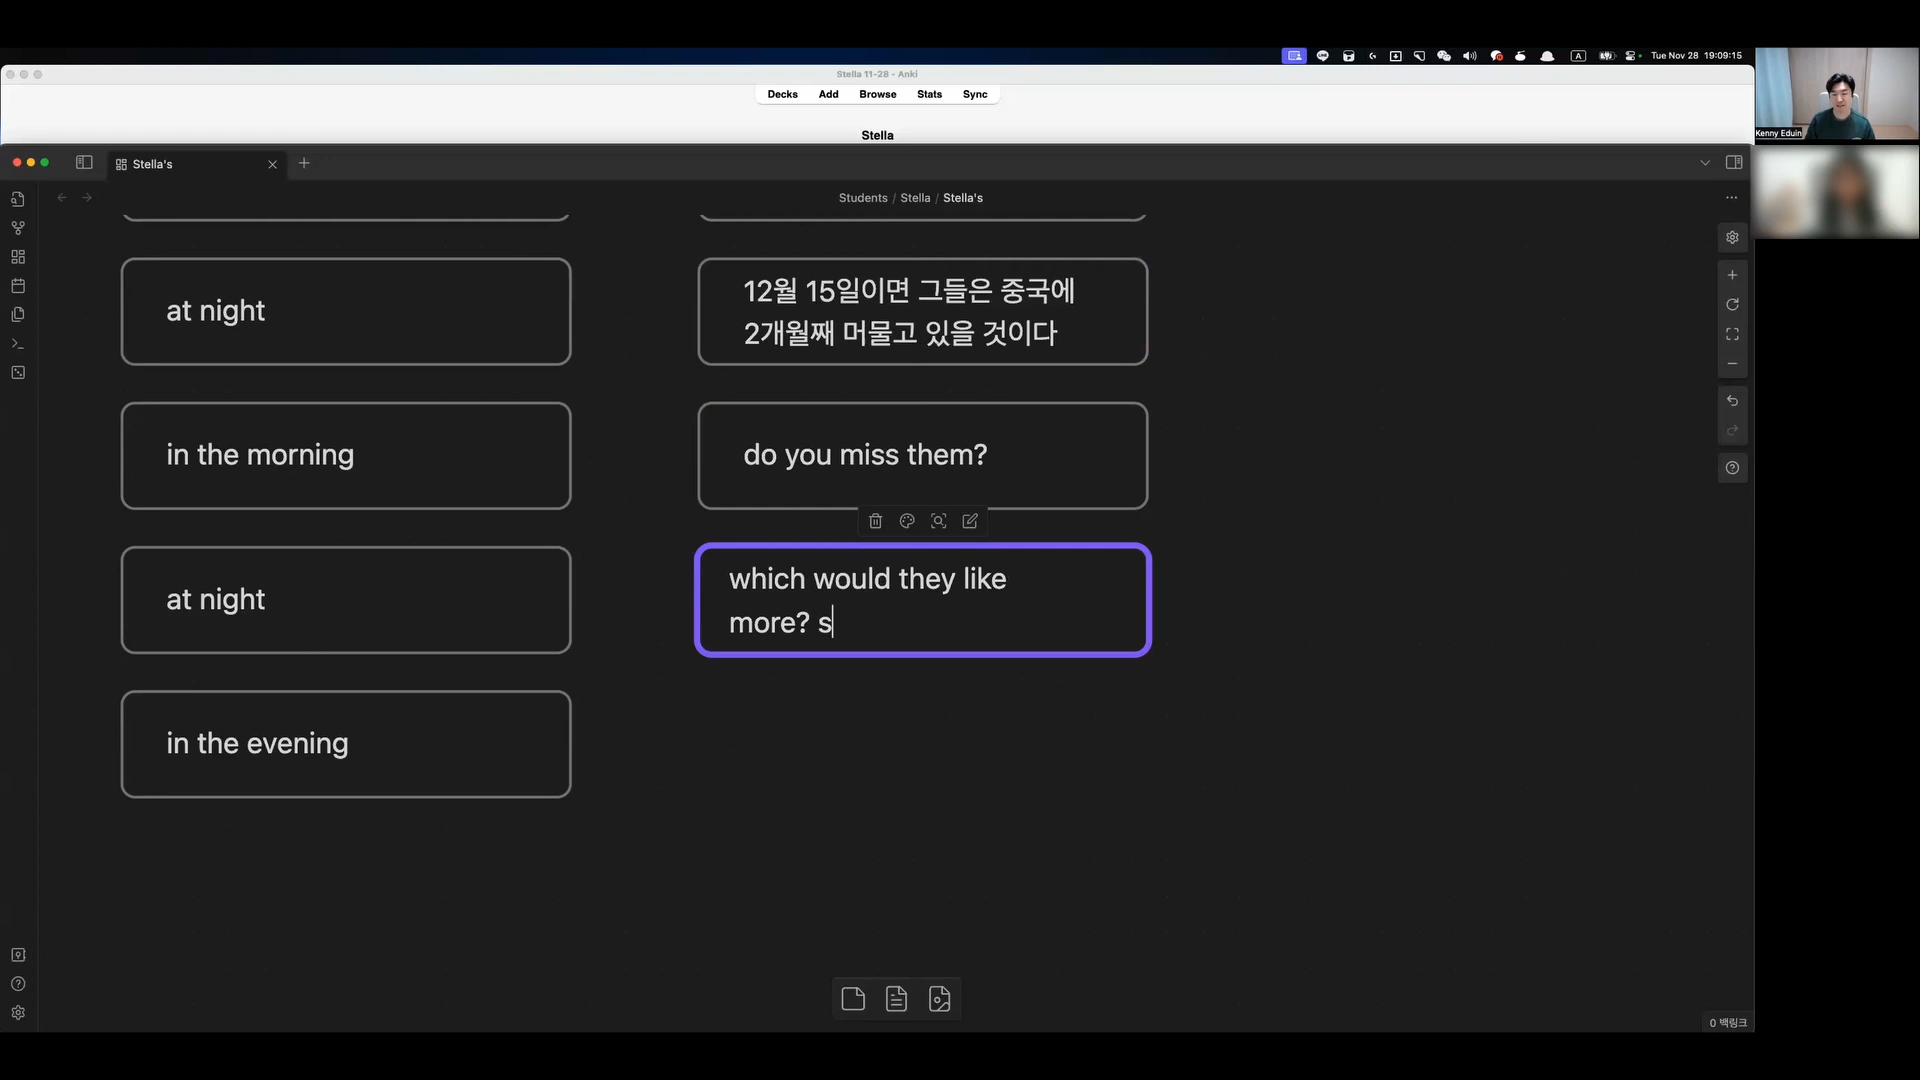 Tue Nov 28 19:09:15
Stella 11-28 - Anki
Decks Add Browse Stats Sync
Stella
Kenny Eduin
Stella's
Students / Stella / Stella's
at night
12월 15일이면 그들은 중국에
2개월째 머물고 있을 것이다
in the morning
do you miss them?
at night
which would they like
more? s
in the evening
0 백링크